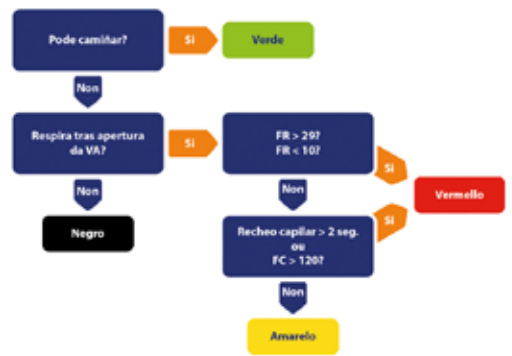 Pode camiñar?
Si
Verde
Non
Respira tras apertura
da VA?
Si
FR > 29?
FR < 10?
Si
Vermello
Non
Non
Negro
Recheo capilar > 2 seg.
ou
FC > 120?
Si
Non
Amarelo